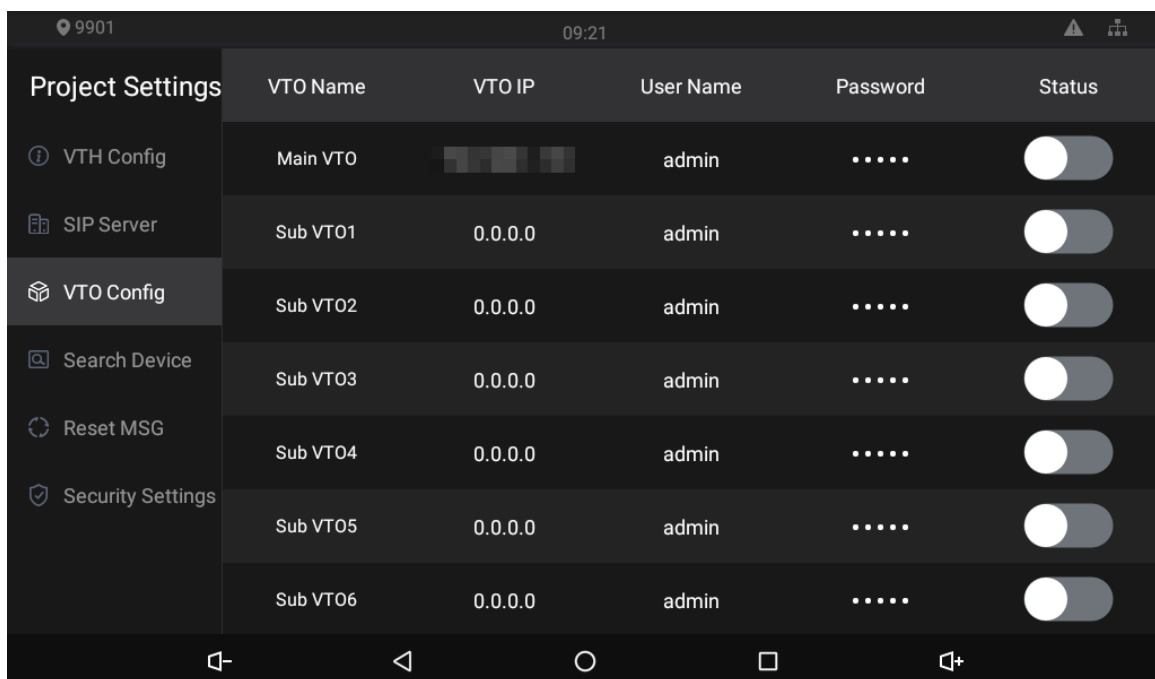 9901 09:21
Project Settings VTO Name VTO IP User Name Password Status
VTH Config Main VTO admin •••••
SIP Server Sub VTO1 0.0.0.0 admin •••••
VTO Config Sub VTO2 0.0.0.0 admin •••••
Search Device Sub VTO3 0.0.0.0 admin •••••
Reset MSG Sub VTO4 0.0.0.0 admin •••••
Security Settings Sub VTO5 0.0.0.0 admin •••••
Sub VTO6 0.0.0.0 admin •••••